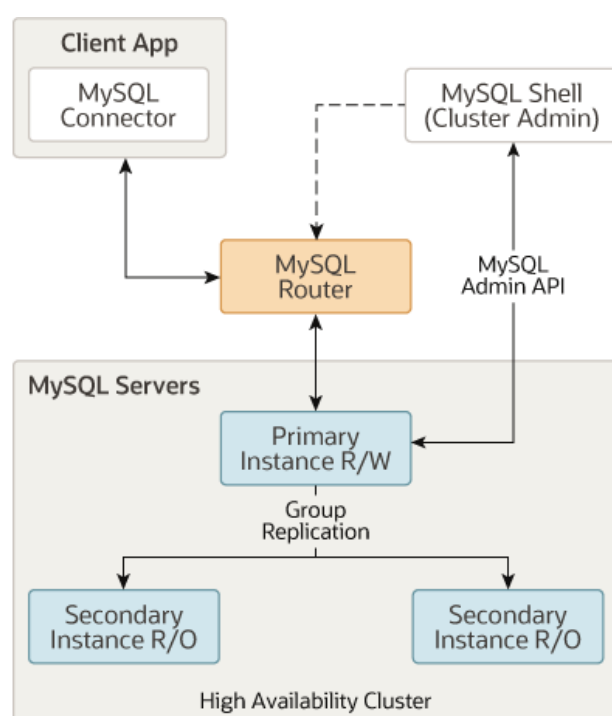 Client App
MySQL
Connector
MySQL Shell
(Cluster Admin)
MySQL
Router
MySQL
Admin API
MySQL Servers
Primary
Instance R/W
Group
Replication
Secondary
Instance R/O
Secondary
Instance R/O
High Availability Cluster